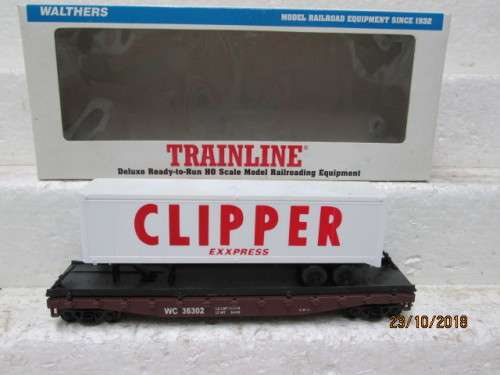 WALTHERS
MODEL RAILROAD EQUIPMENT SINCE 1932
TRAINLINE®
Deluxe Ready-to-Run HO Scale Model Railroading Equipment
CLIPPER
EXXPRESS
WC 36302
29/10/2018